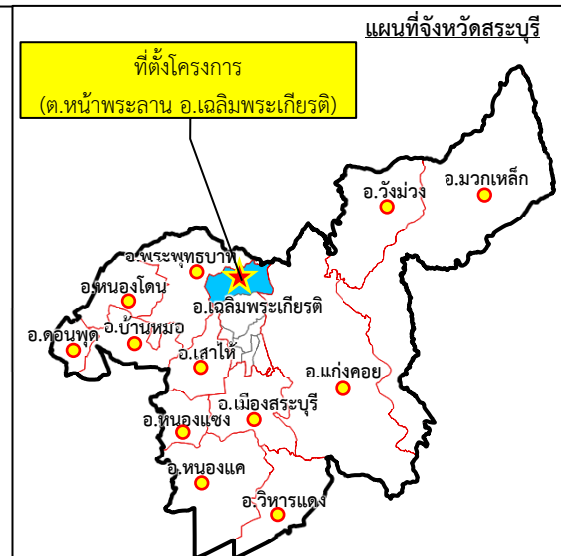 แผนที่จังหวัดสระบุรี
ที่ตั้งโครงการ
(ต.หน้าพระลาน อ.เฉลิมพระเกียรติ)
อ.มวกเหล็ก
อ.วังม่วง
อ.พระพุทธบาท
อ.หนองโดน
อ.เฉลิมพระเกียรติ
อ.บ้านหมอ
อ.ดอนพุด
อ.เสาไห้
อ.แก่งคอย
อ.เมืองสระบุรี
อ.หนองแซง
อ.หนองแค
อ.วิหารแดง